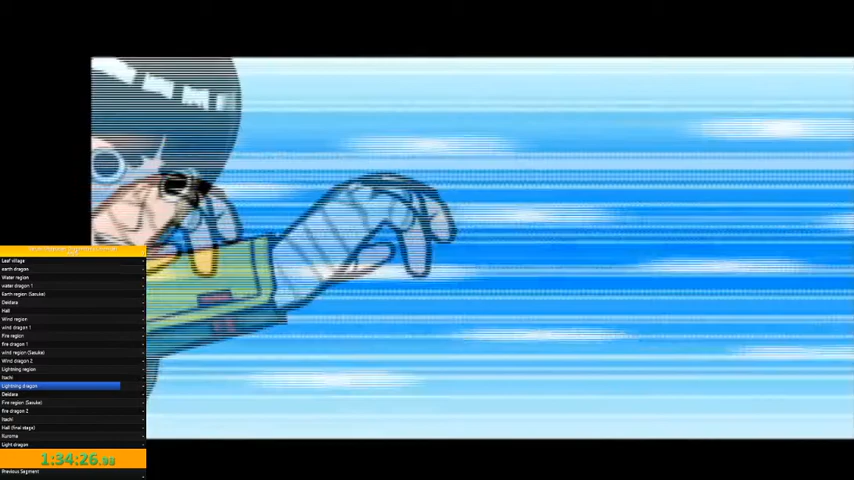 Leaf village
earth dragon
Water region
water dragon 1
Earth region (Sasuke)
Deidara
Hall
Wind region
wind dragon 1
Fire region
fire dragon 1
wind region (Sasuke)
Wind dragon 2
Lightning region
Itachi
Lightning dragon
Deidara
Fire region (Sasuke)
fire dragon 2
Itachi
Hall (final stage)
Kurama
Light dragon
1:34:26.98
Previous Segment